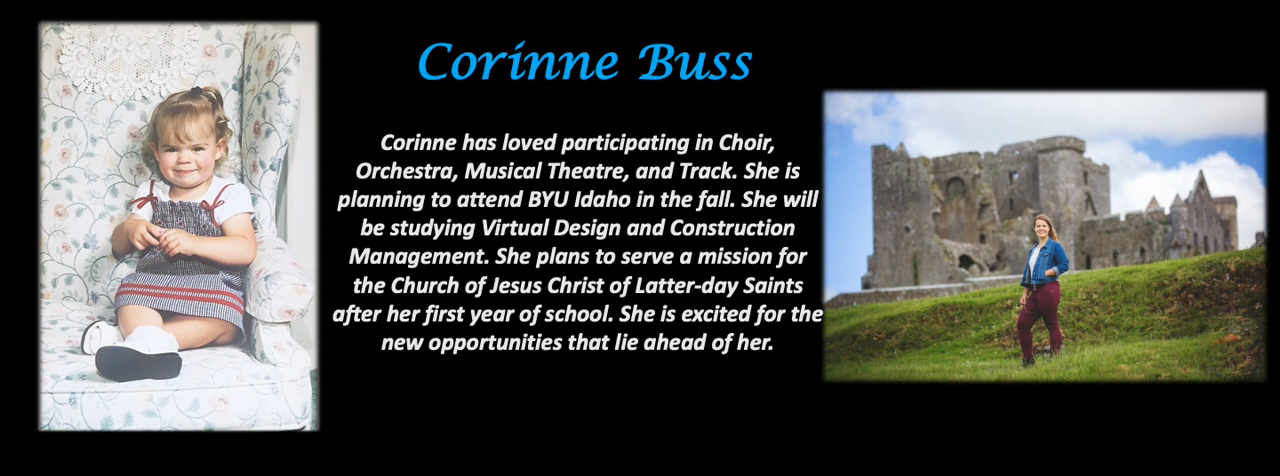 Corinne Buss
Corinne has loved participating in Choir,
Orchestra, Musical Theatre, and Track. She is
planning to attend BYU Idaho in the fall. She will
be studying Virtual Design and Construction
Management. She plans to serve a mission for
the Church of Jesus Christ of Latter-day Saints
after her first year of school. She is excited for the
new opportunities that lie ahead of her.